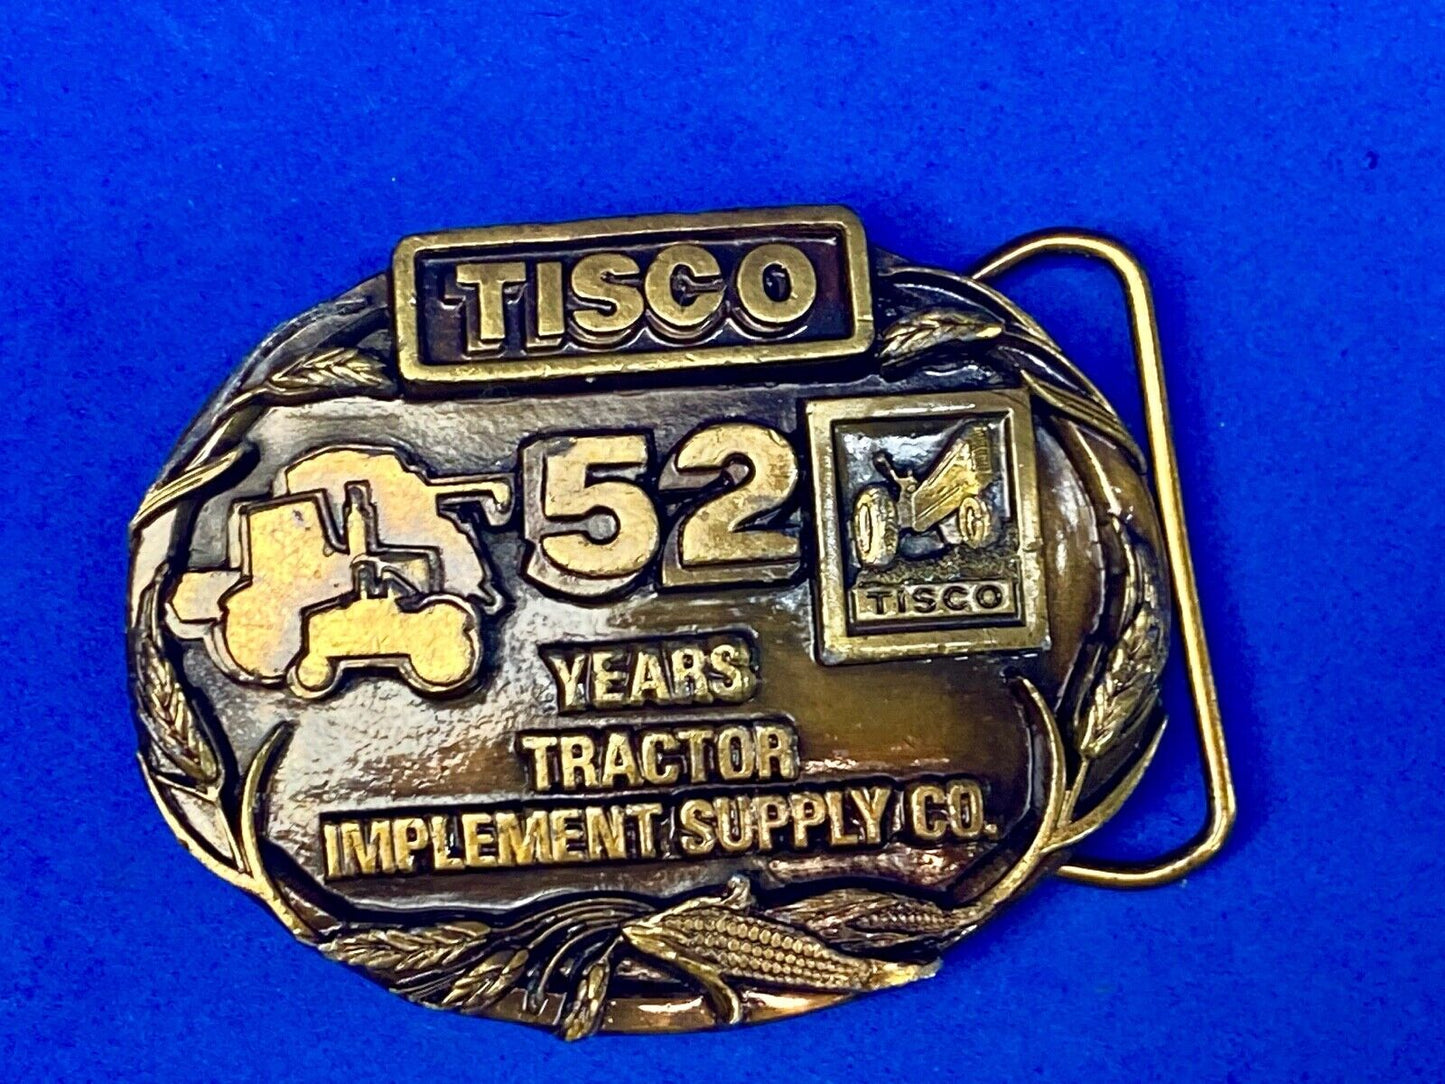 TISCO
52
TISCO
YEARS
TRACTOR
IMPLEMENT SUPPLY CO.